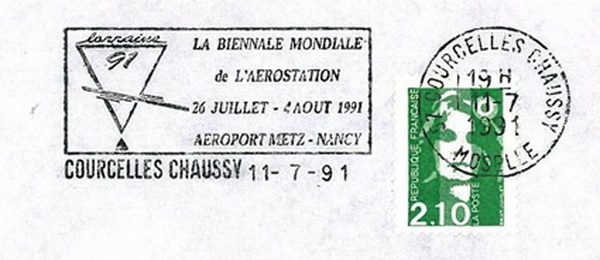 lorraine
91
LA BIENNALE MONDIALE
de L'AEROSTATION
26 JUILLET - 4 AOUT 1991
AEROPORT METZ - NANCY
COURCELLES CHAUSSY 11-7-91
COURCELLES CHAUSSY
19 H
11-7
1991
MOSELLE
REPUBLIQUE FRANCAISE
LA POSTE
2,10